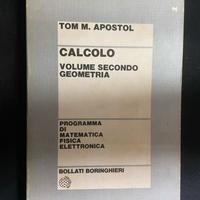 TOM M. APOSTOL
CALCOLO
VOLUME SECONDO
GEOMETRIA
PROGRAMMA
DI
MATEMATICA
FISICA
ELETTRONICA
BOLLATI BORINGHIERI